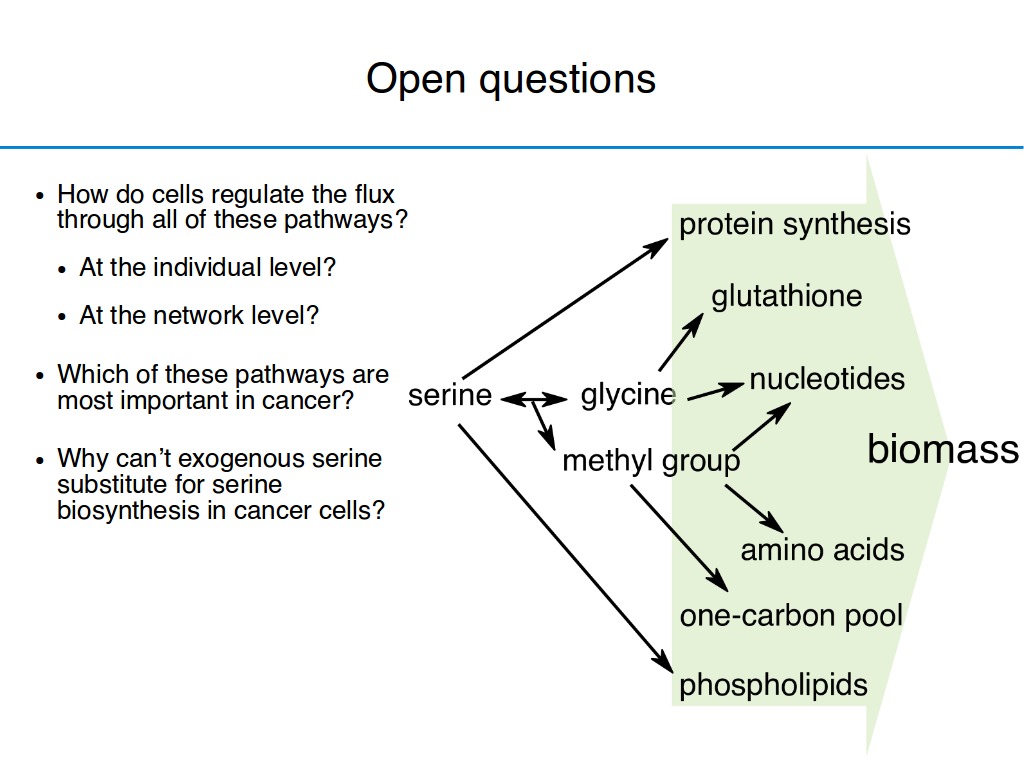 Open questions
• How do cells regulate the flux
through all of these pathways?
• At the individual level?
• At the network level?
• Which of these pathways are
most important in cancer?
• Why can’t exogenous serine
substitute for serine
biosynthesis in cancer cells?
protein synthesis
glutathione
nucleotides
serine
glycine
biomass
methyl group
amino acids
one-carbon pool
phospholipids